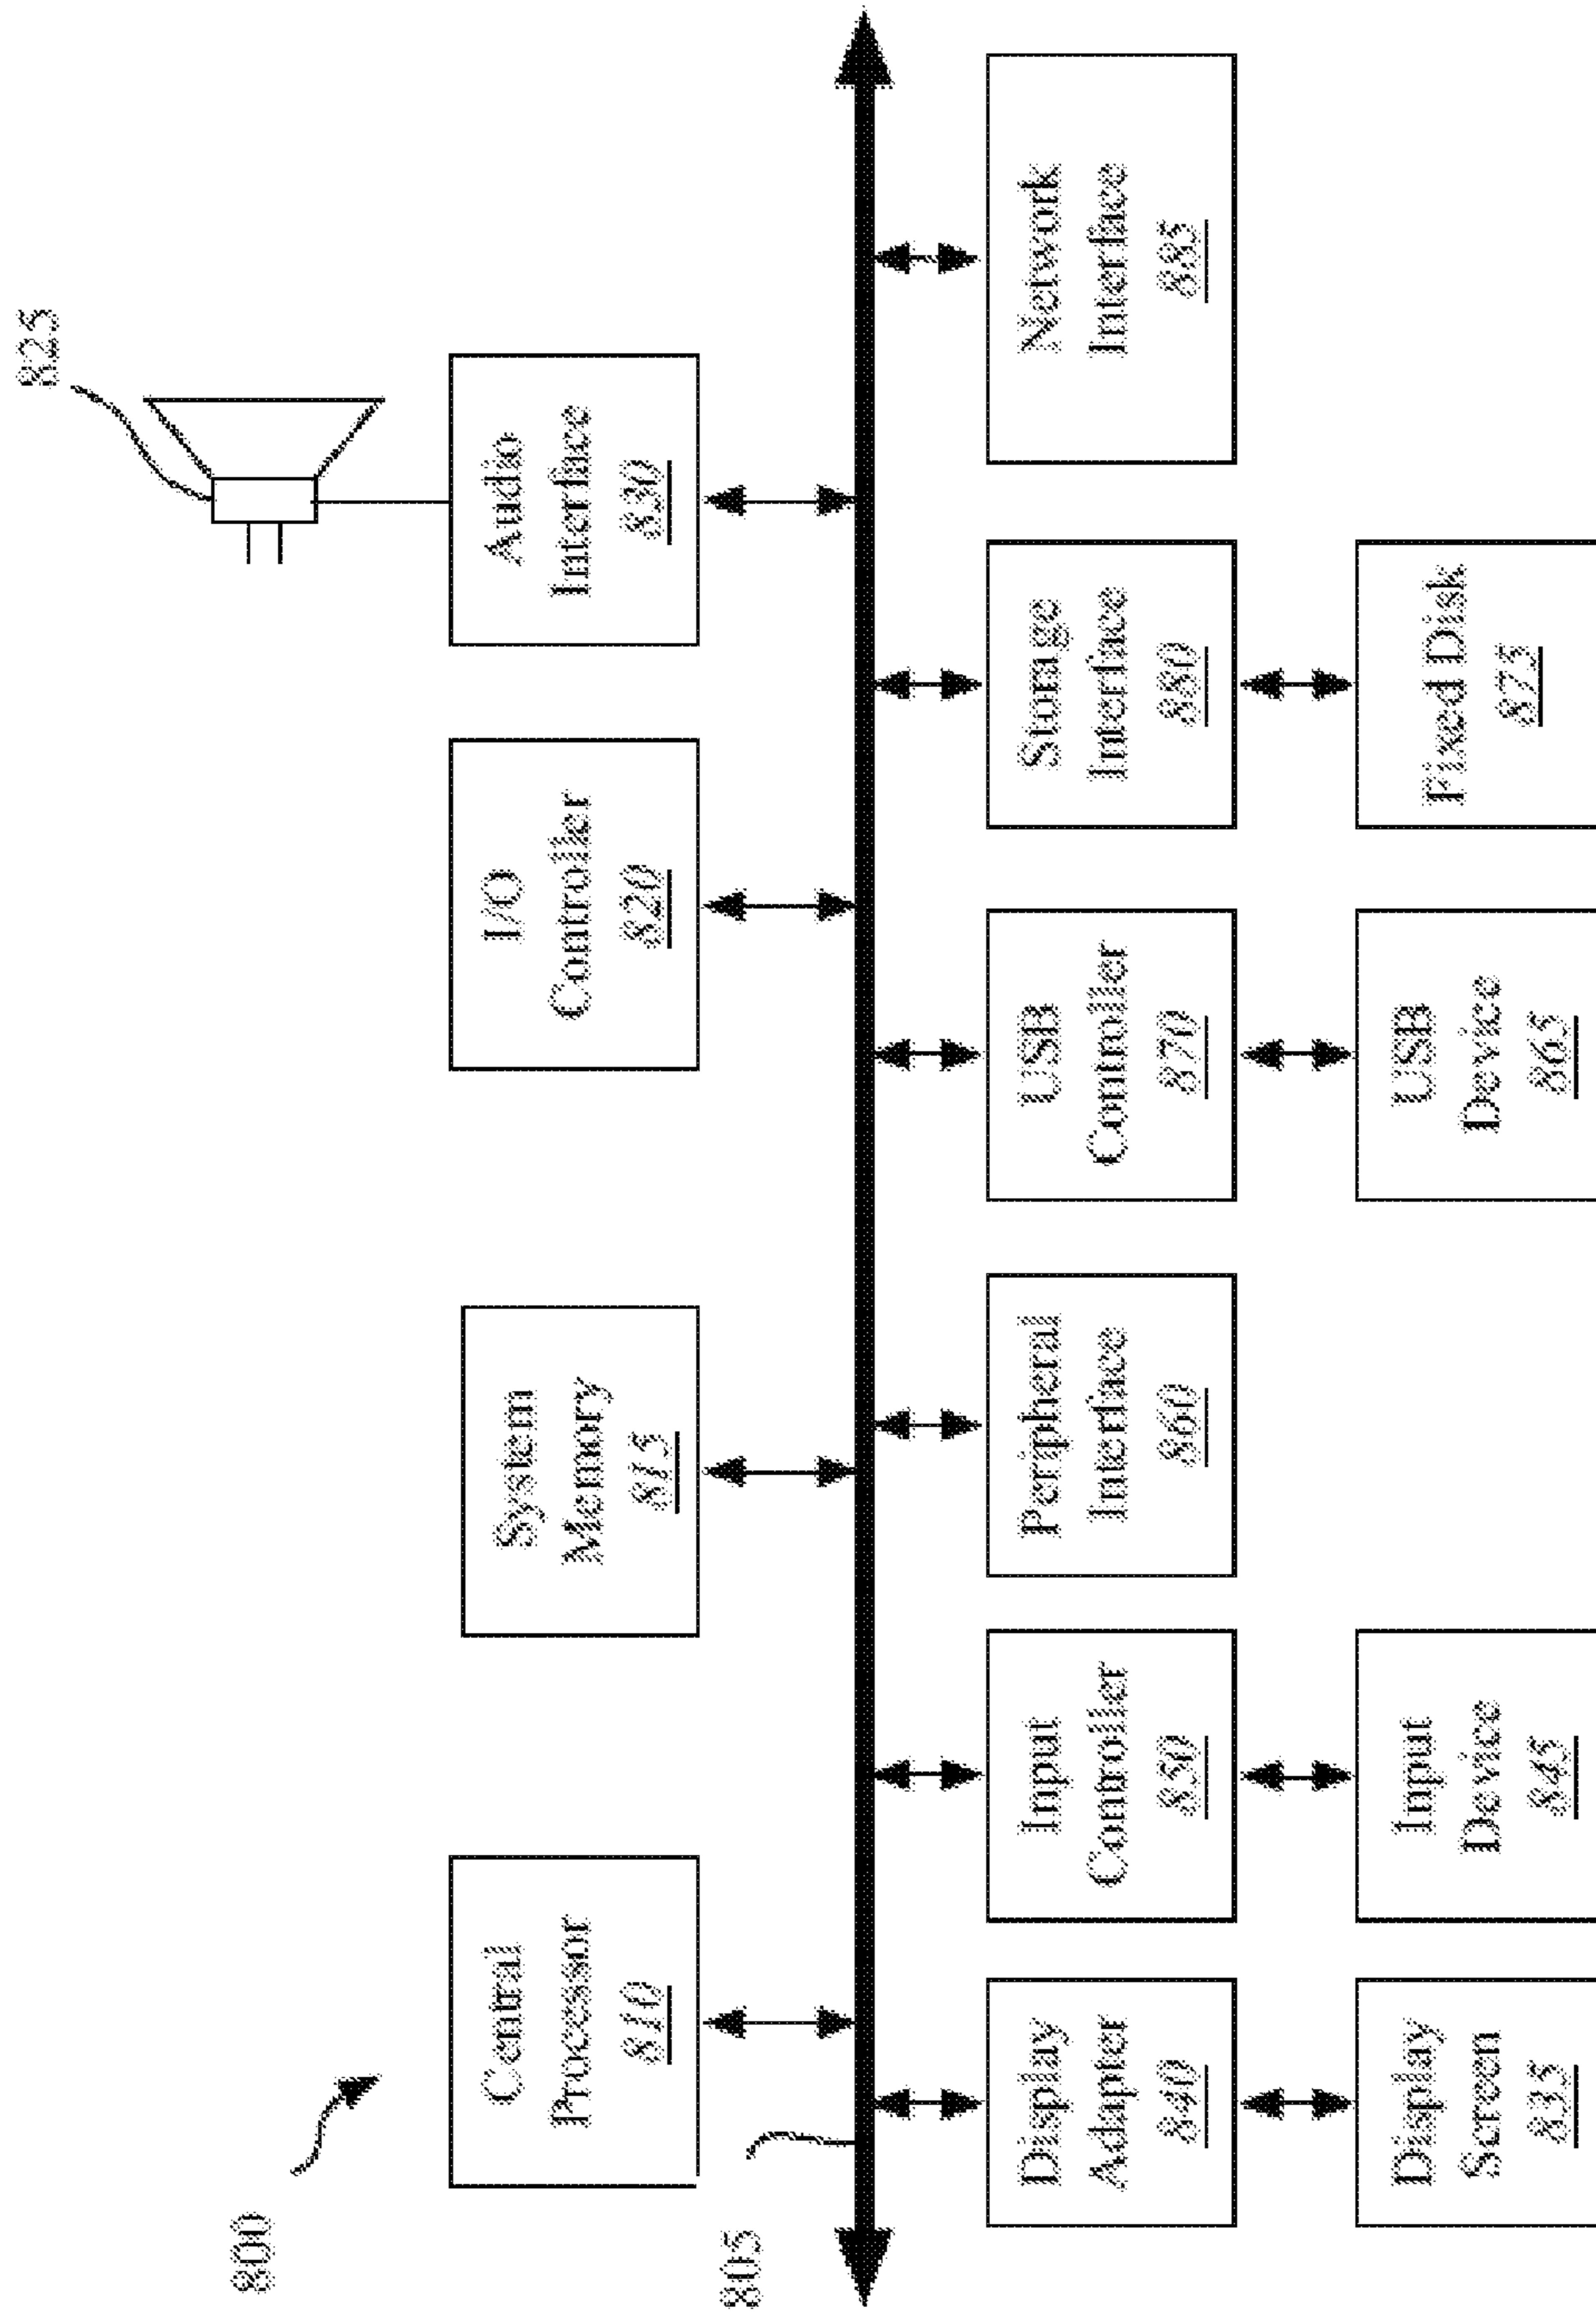 800
825
Central
Processor
810
System
Memory
815
I/O
Controller
820
Audio
Interface
830
805
Display
Adapter
840
Input
Controller
850
Peripheral
Interface
860
USB
Controller
870
Storage
Interface
880
Network
Interface
885
Display
Screen
835
Input
Device
845
USB
Device
865
Fixed Disk
875